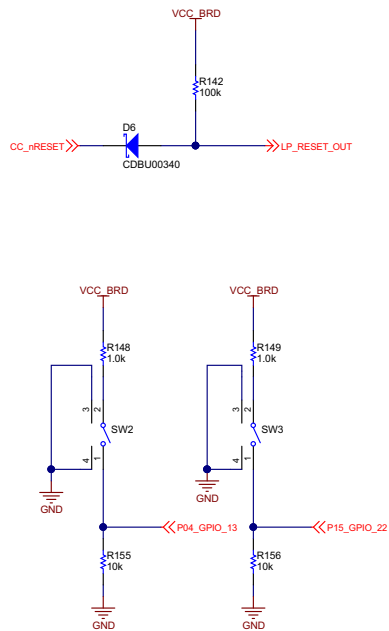 VCC_BRD
R142
100k
D6
CC_nRESET
LP_RESET_OUT
CDBU00340
VCC_BRD VCC_BRD
R148 R149
1.0k 1.0k
3 2 3 2
SW2 SW3
4 1 4 1
GND GND
P04_GPIO_13 P15_GPIO_22
R155 R156
10k 10k
GND GND